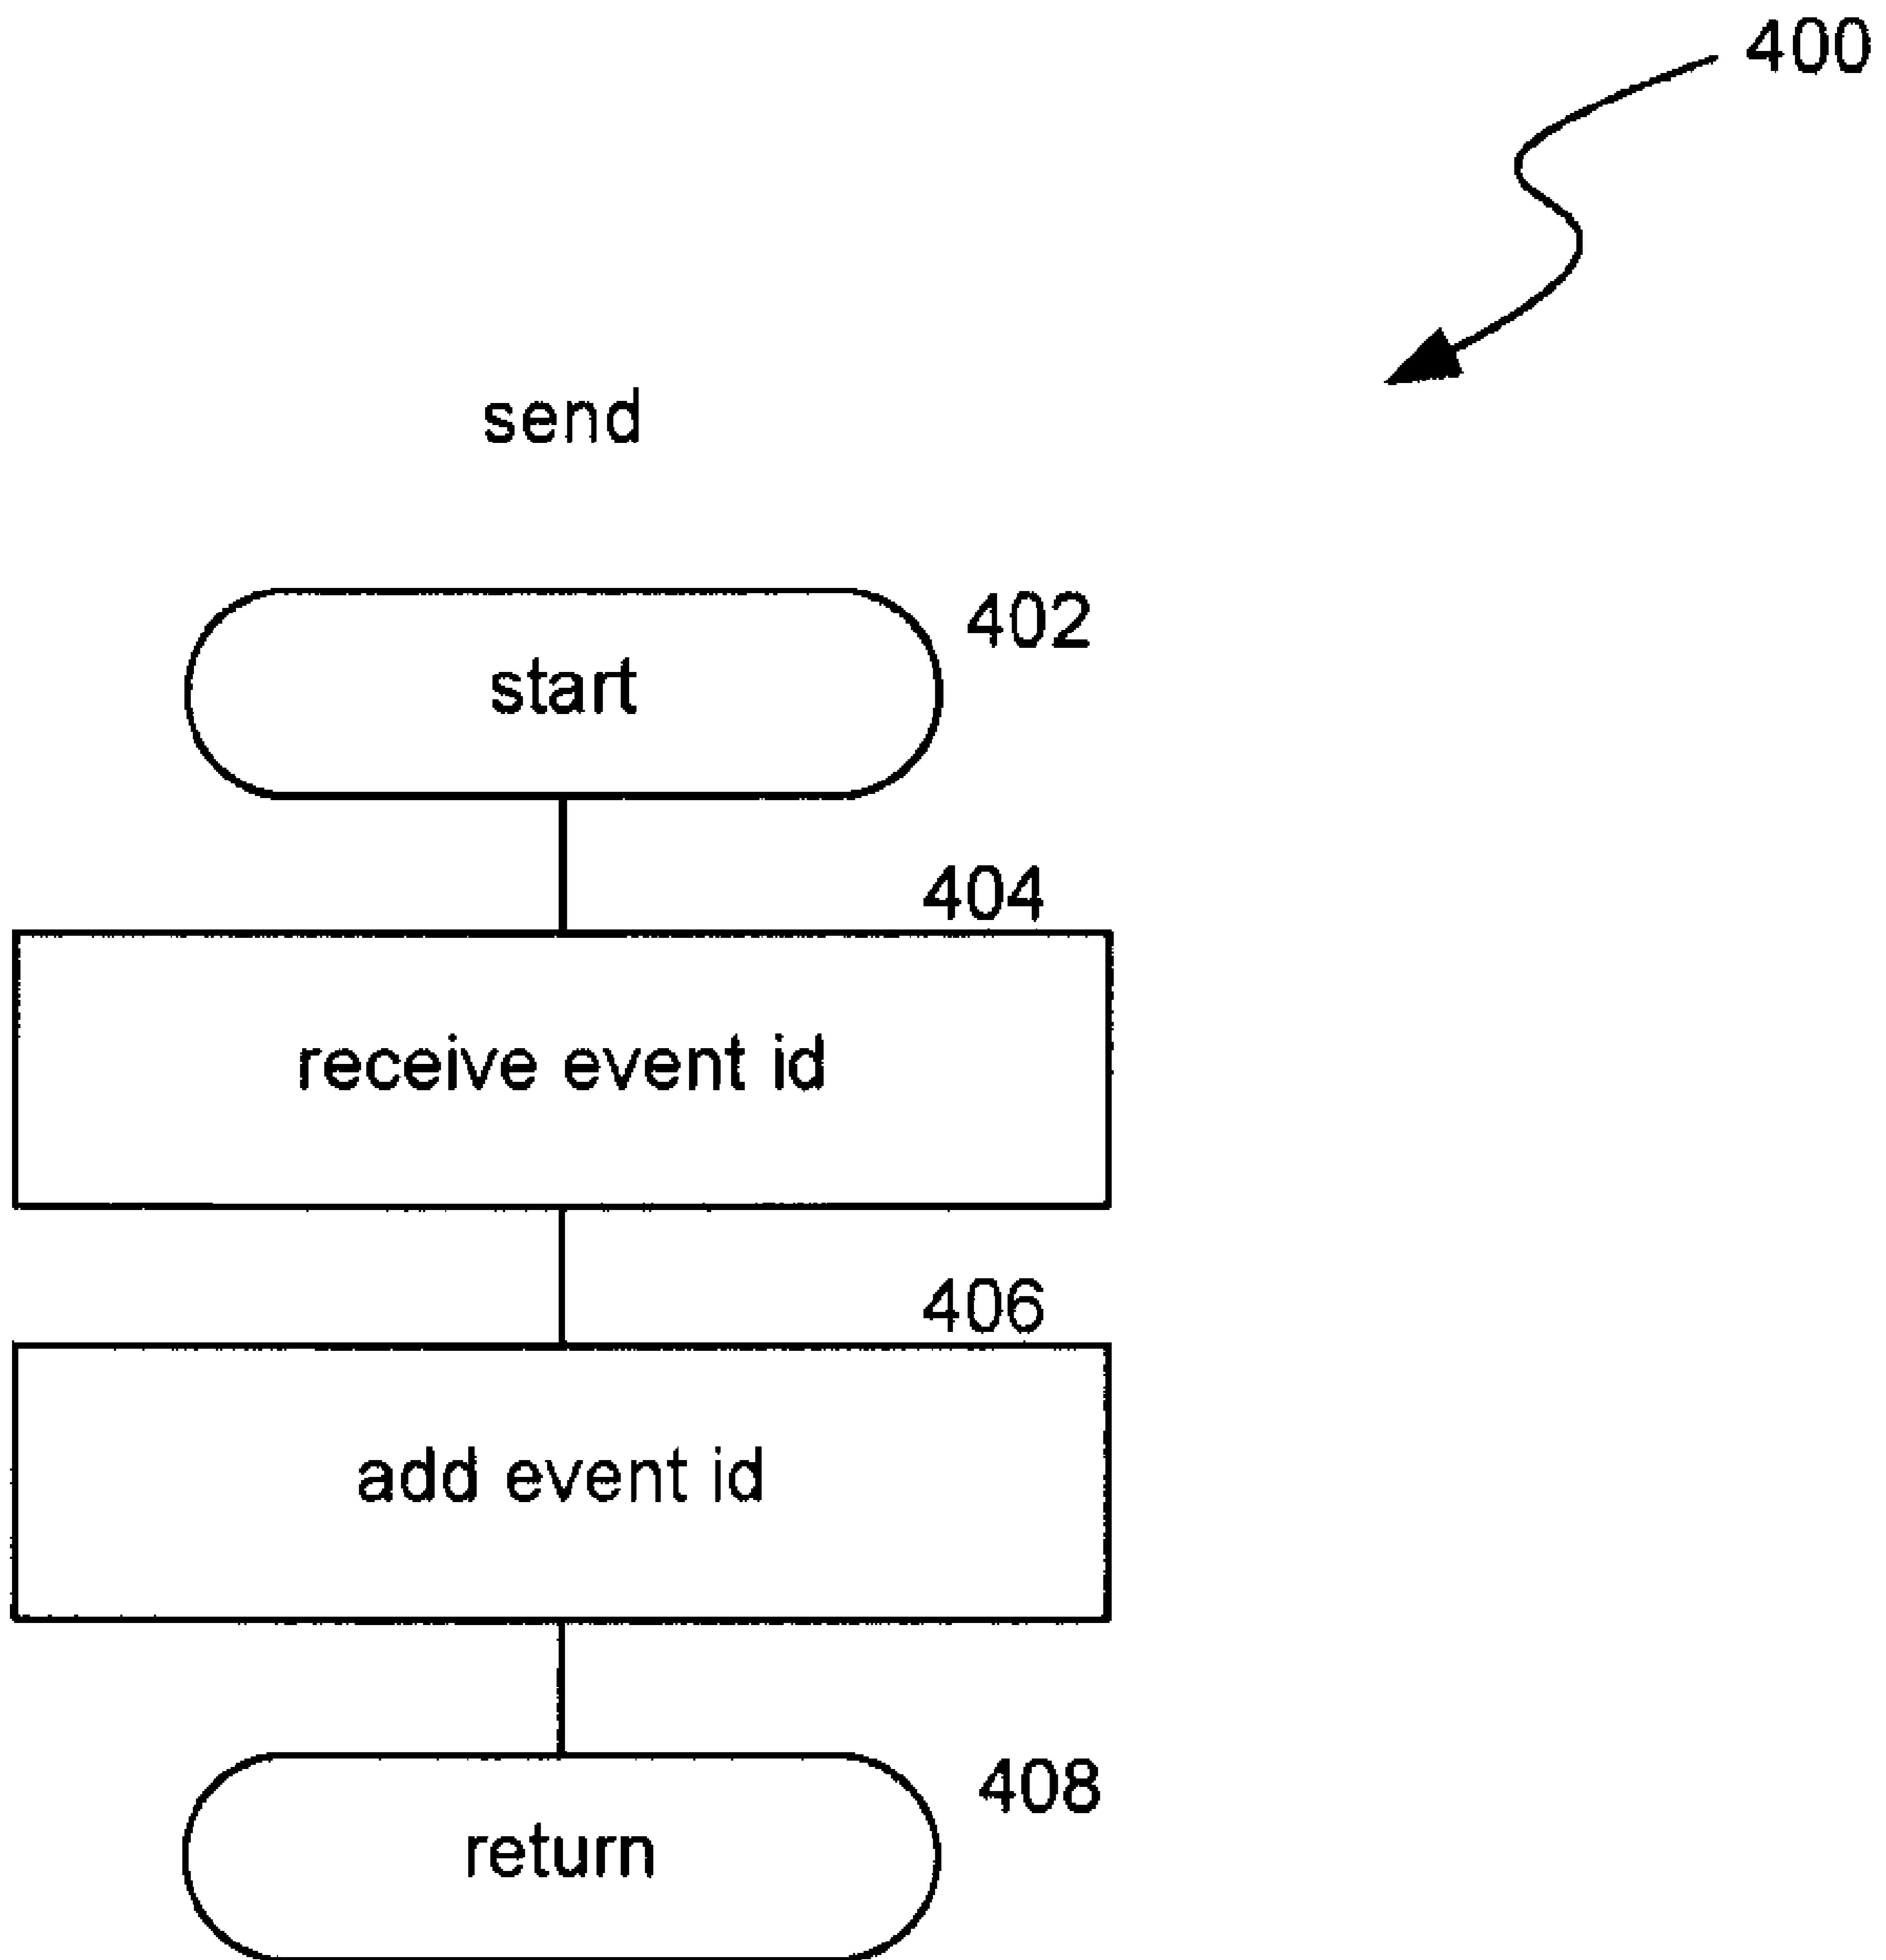 400
send
402
start
404
receive event id
406
add event id
408
return